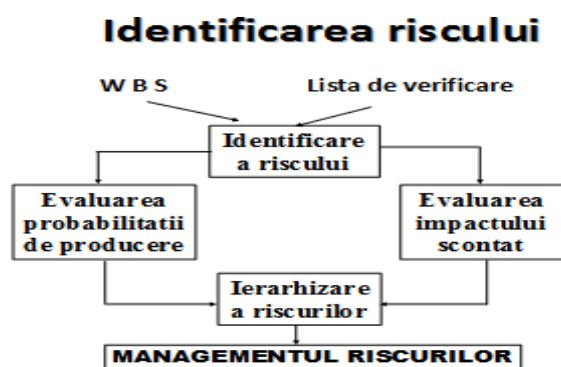 Identificarea riscului
W B S
Lista de verificare
Identificare
a riscului
Evaluarea
probabilitatii
de producere
Evaluarea
impactului
scontat
Ierarhizare
a riscurilor
MANAGEMENTUL RISCURILOR